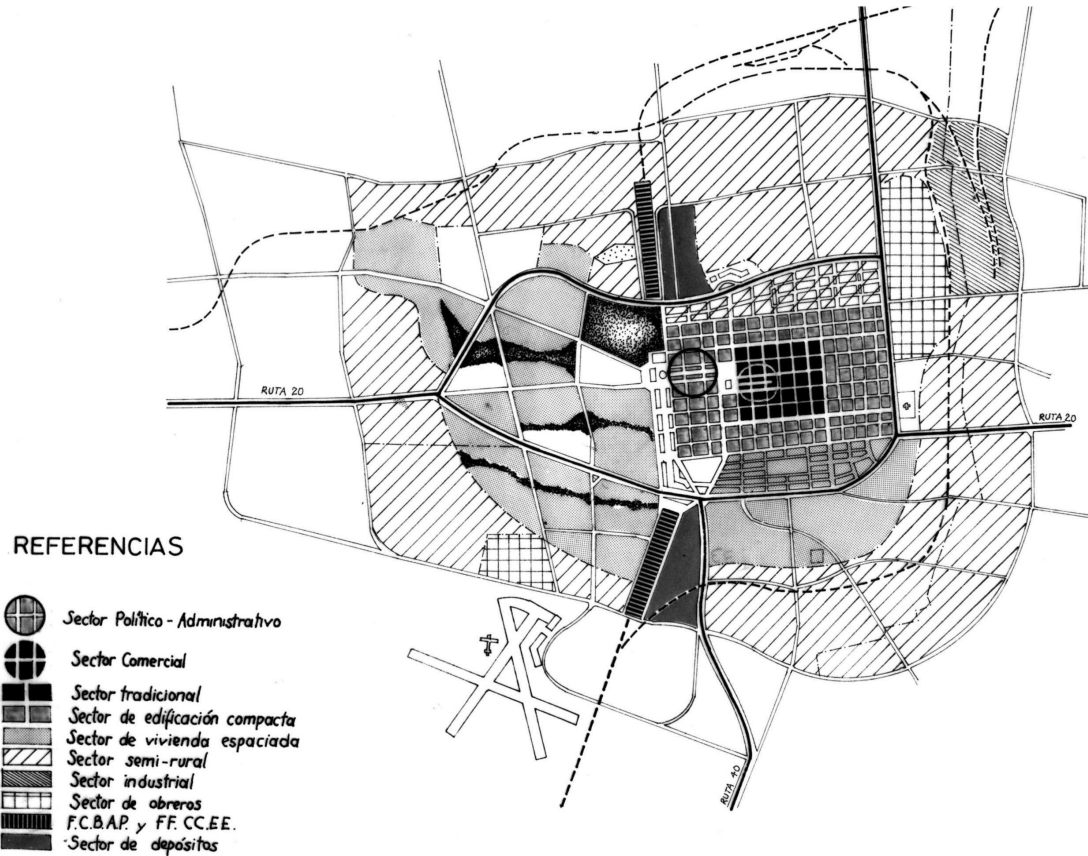 RUTA 20
RUTA 20
REFERENCIAS
Sector Político - Administrativo
Sector Comercial
Sector tradicional
Sector de edificación compacta
Sector de vivienda espaciada
Sector semi-rural
Sector industrial
Sector de obreros
F.C.B.A.P. y FF. CC.EE.
Sector de depósitos
RUTA 40